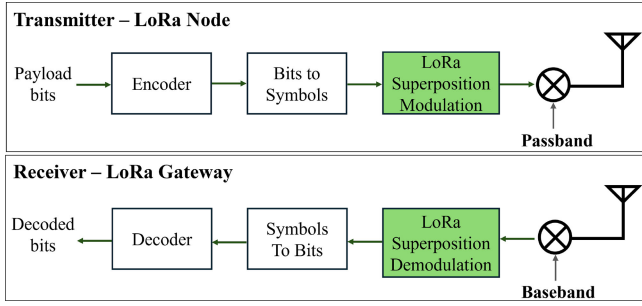 Transmitter – LoRa Node
Payload
bits
Encoder
Bits to
Symbols
LoRa
Superposition
Modulation
Passband
Receiver – LoRa Gateway
Decoded
bits
Decoder
Symbols
To Bits
LoRa
Superposition
Demodulation
Baseband